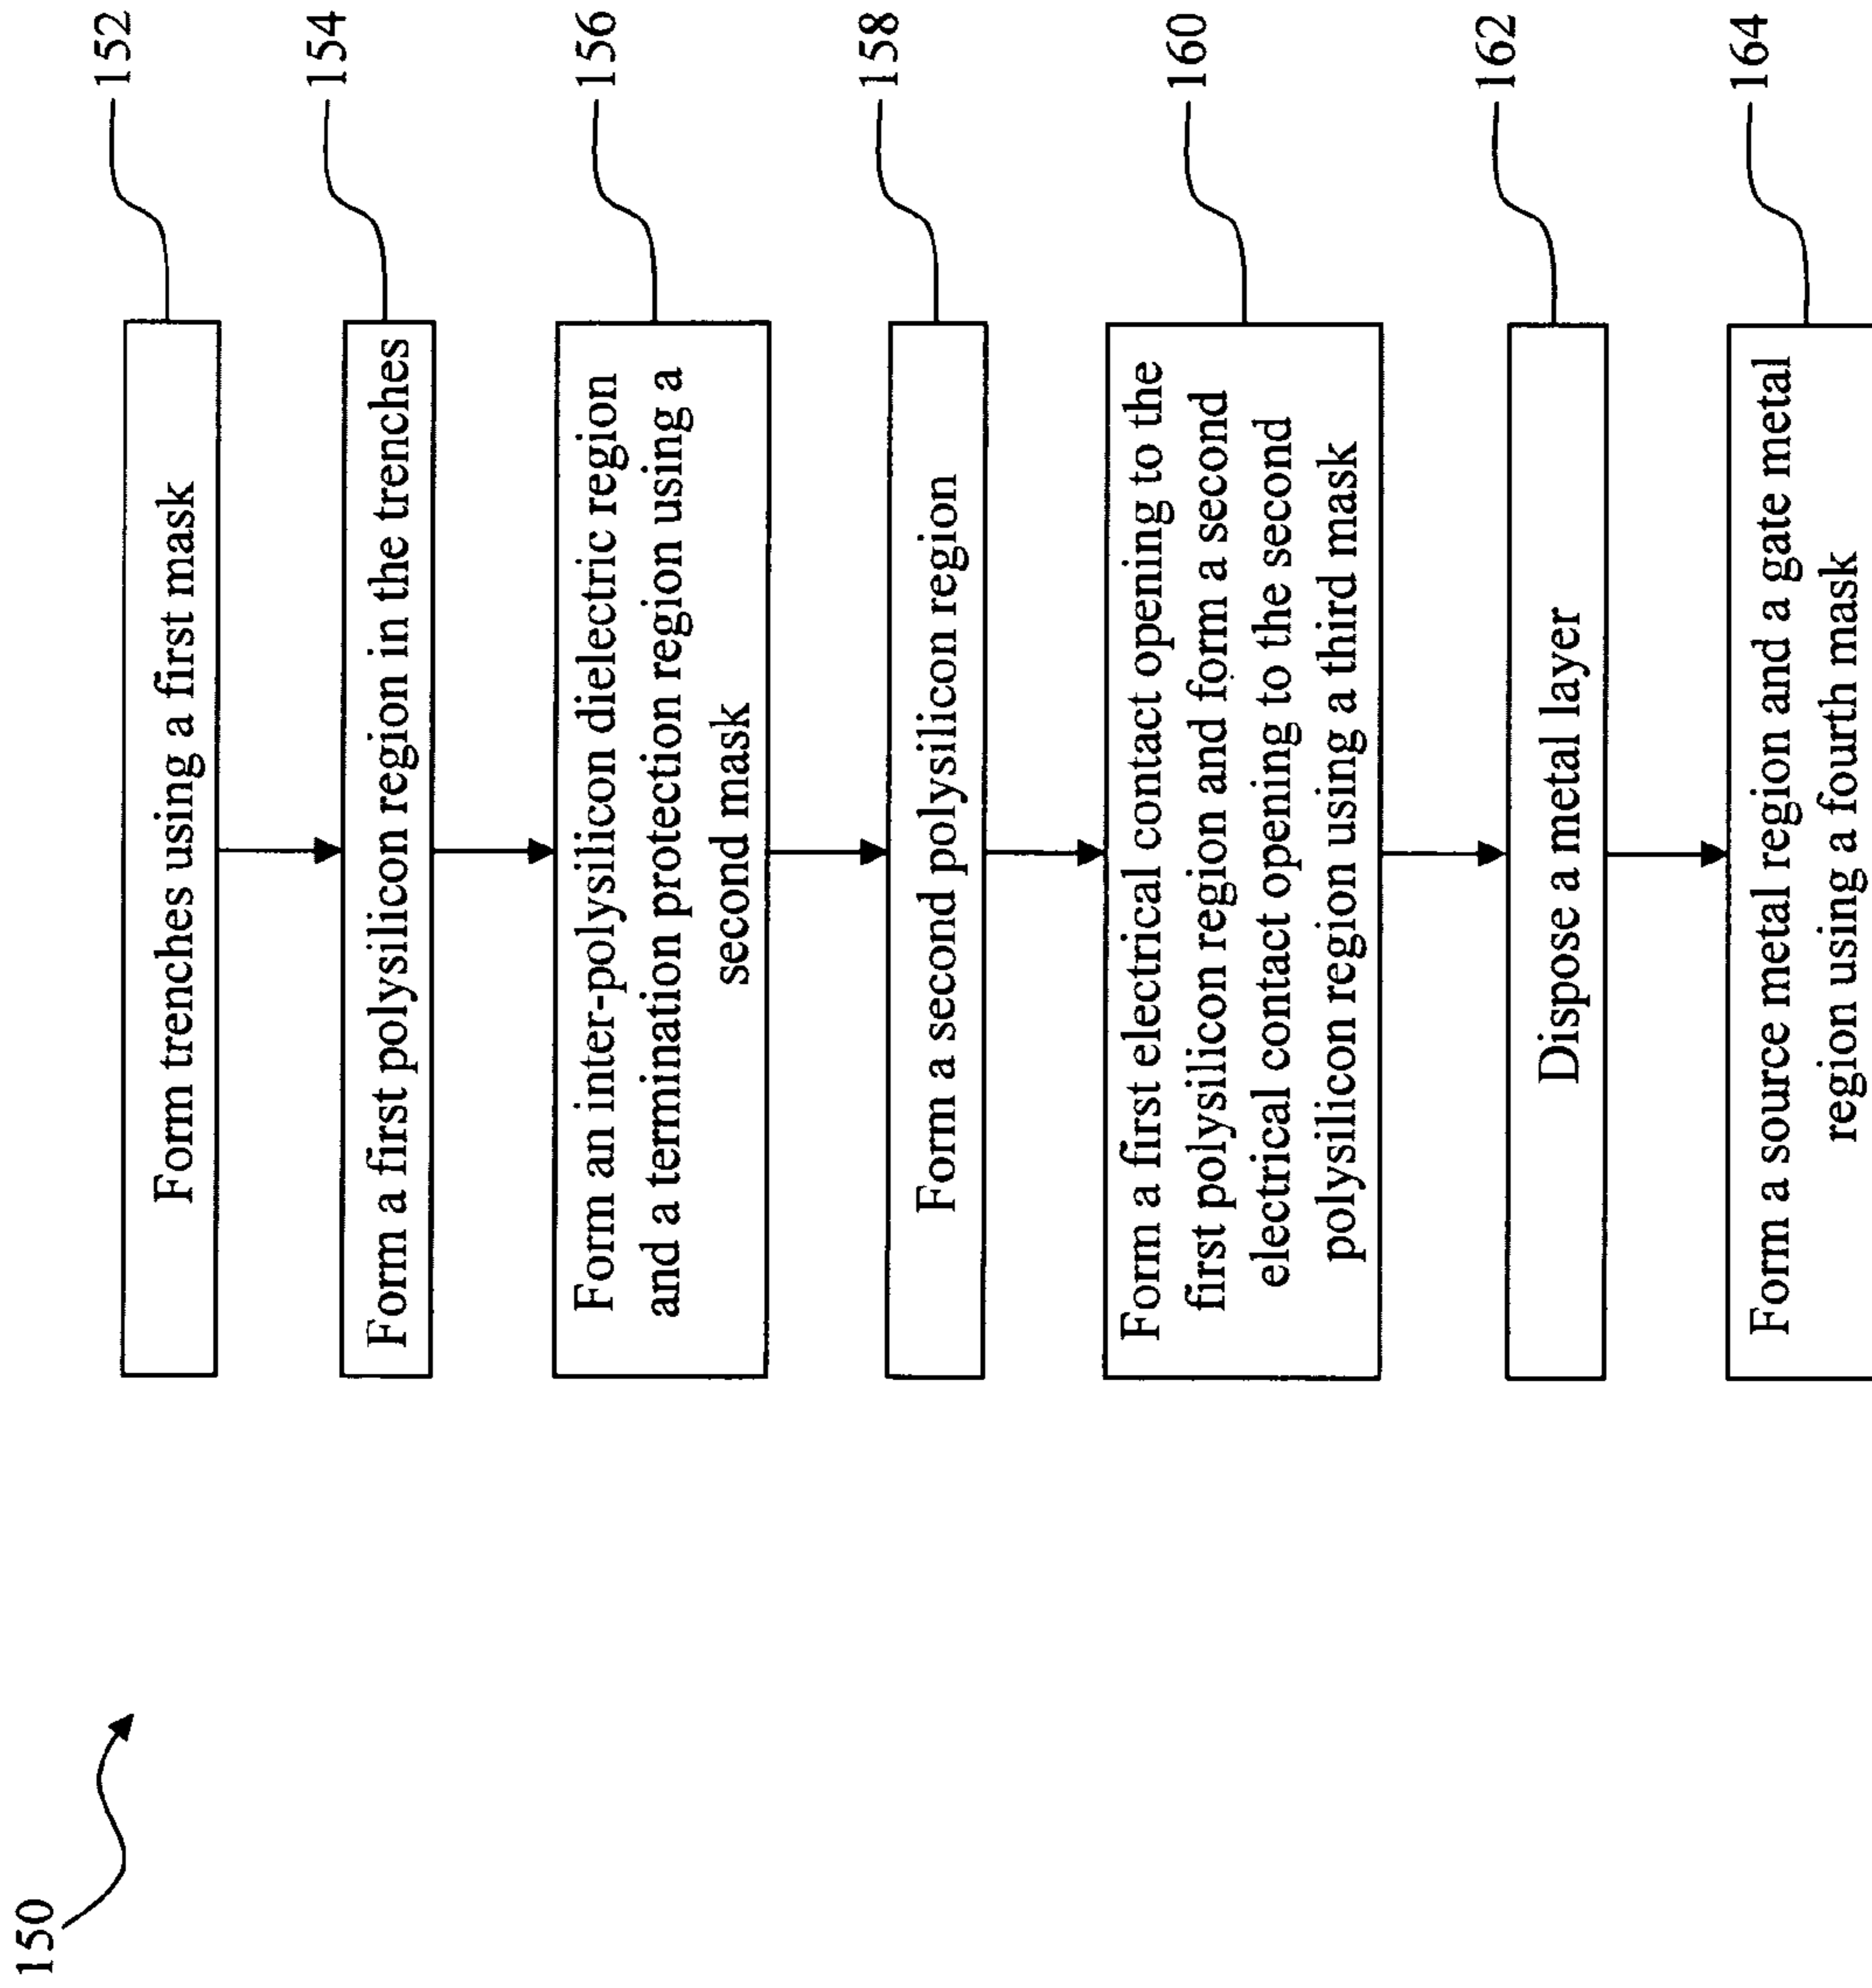 150
Form trenches using a first mask
152
Form a first polysilicon region in the trenches
154
Form an inter-polysilicon dielectric region
and a termination protection region using a
second mask
156
Form a second polysilicon region
158
Form a first electrical contact opening to the
first polysilicon region and form a second
electrical contact opening to the second
polysilicon region using a third mask
160
Dispose a metal layer
162
Form a source metal region and a gate metal
region using a fourth mask
164